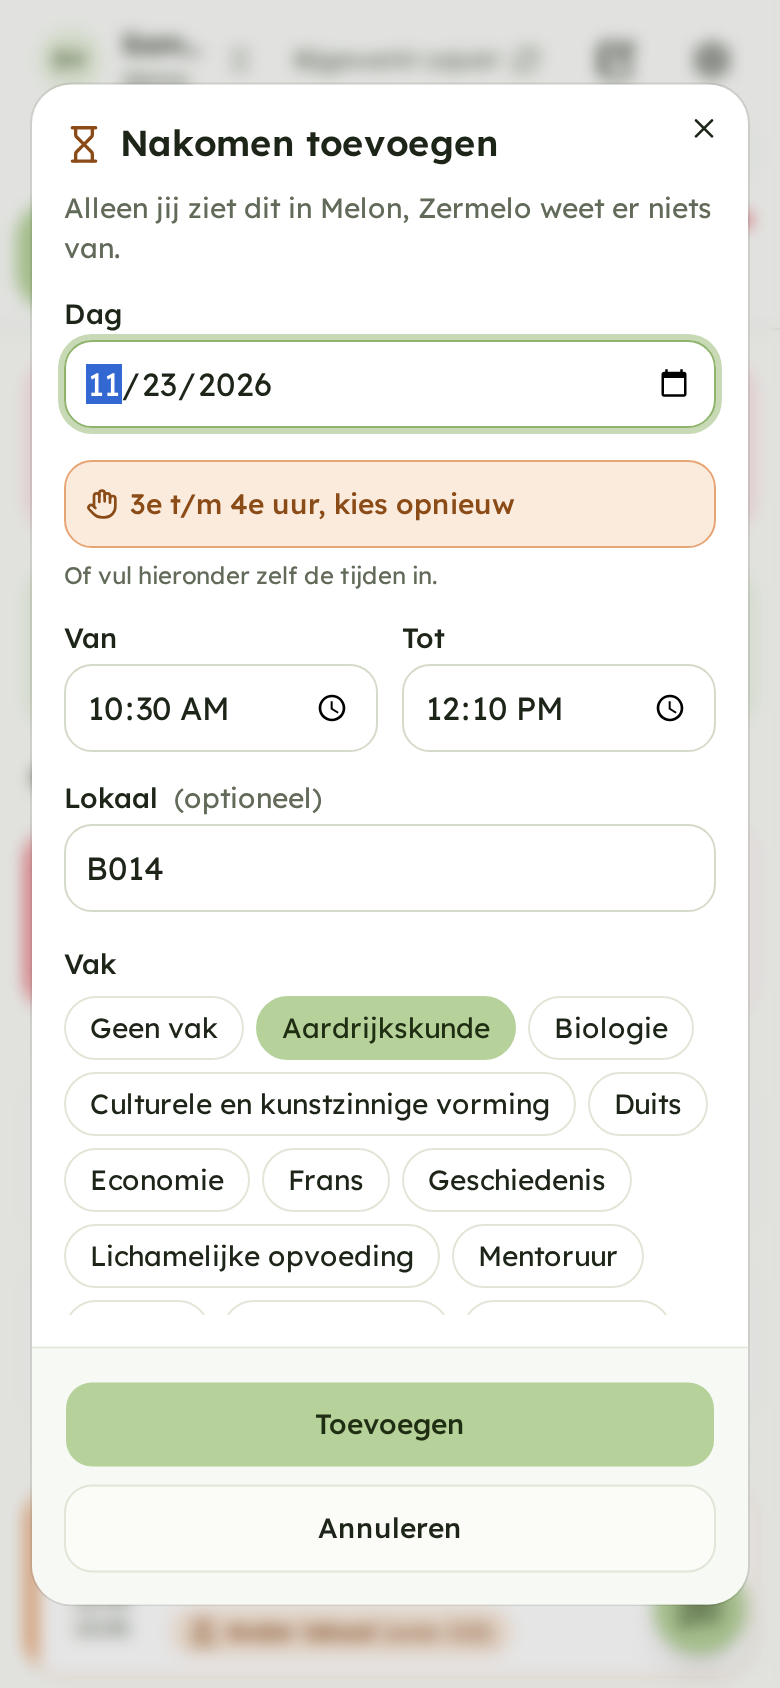 Nakomen toevoegen
Alleen jij ziet dit in Melon, Zermelo weet er niets
van.
Dag
11/23/2026
3e t/m 4e uur, kies opnieuw
Of vul hieronder zelf de tijden in.
Van
Tot
10:30 AM
12:10 PM
Lokaal (optioneel)
B014
Vak
Geen vak
Aardrijkskunde
Biologie
Culturele en kunstzinnige vorming
Duits
Economie
Frans
Geschiedenis
Lichamelijke opvoeding
Mentoruur
Toevoegen
Annuleren